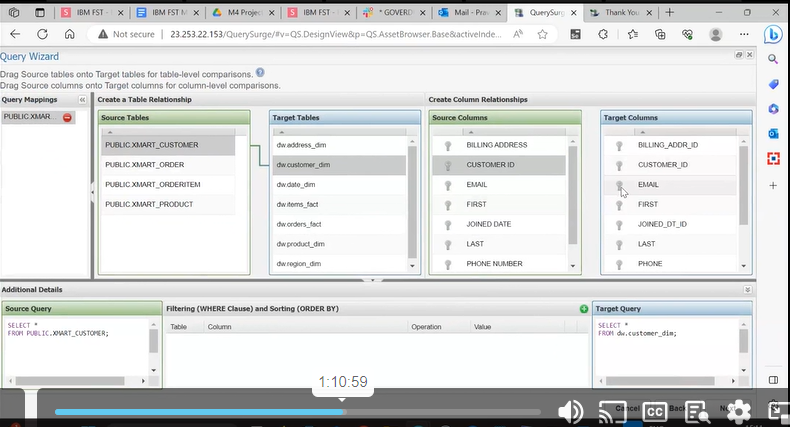 IBM FST -
IBM FST M
M4 Projec
IBM FST -
* GOVERD
Mail - Pra
QuerySurg
Thank You
Not secure 23.253.22.153/QuerySurge/#v=QS.DesignView&p=QS.AssetBrowser.Base&activeinde...
Query Wizard
Drag Source tables onto Target tables for table-level comparisons.
Drag Source columns onto Target columns for column-level comparisons.
Query Mappings
Create a Table Relationship
Create Column Relationships
PUBLIC.XMAR...
Source Tables
PUBLIC.XMART_CUSTOMER
PUBLIC.XMART_ORDER
PUBLIC.XMART_ORDERITEM
PUBLIC.XMART_PRODUCT
Target Tables
dw.address_dim
dw.customer_dim
dw.date_dim
dw.items_fact
dw.orders_fact
dw.product_dim
dw.region_dim
Source Columns
BILLING ADDRESS
CUSTOMER ID
EMAIL
FIRST
JOINED DATE
LAST
PHONE NUMBER
Target Columns
BILLING_ADDR_ID
CUSTOMER_ID
EMAIL
FIRST
JOINED_DT_ID
LAST
PHONE
Additional Details
Source Query
SELECT *
FROM PUBLIC.XMART_CUSTOMER;
Filtering (WHERE Clause) and Sorting (ORDER BY)
Table Column Operation Value
Target Query
SELECT *
FROM dw.customer_dim;
1:10:59
CC
Cancel
Back